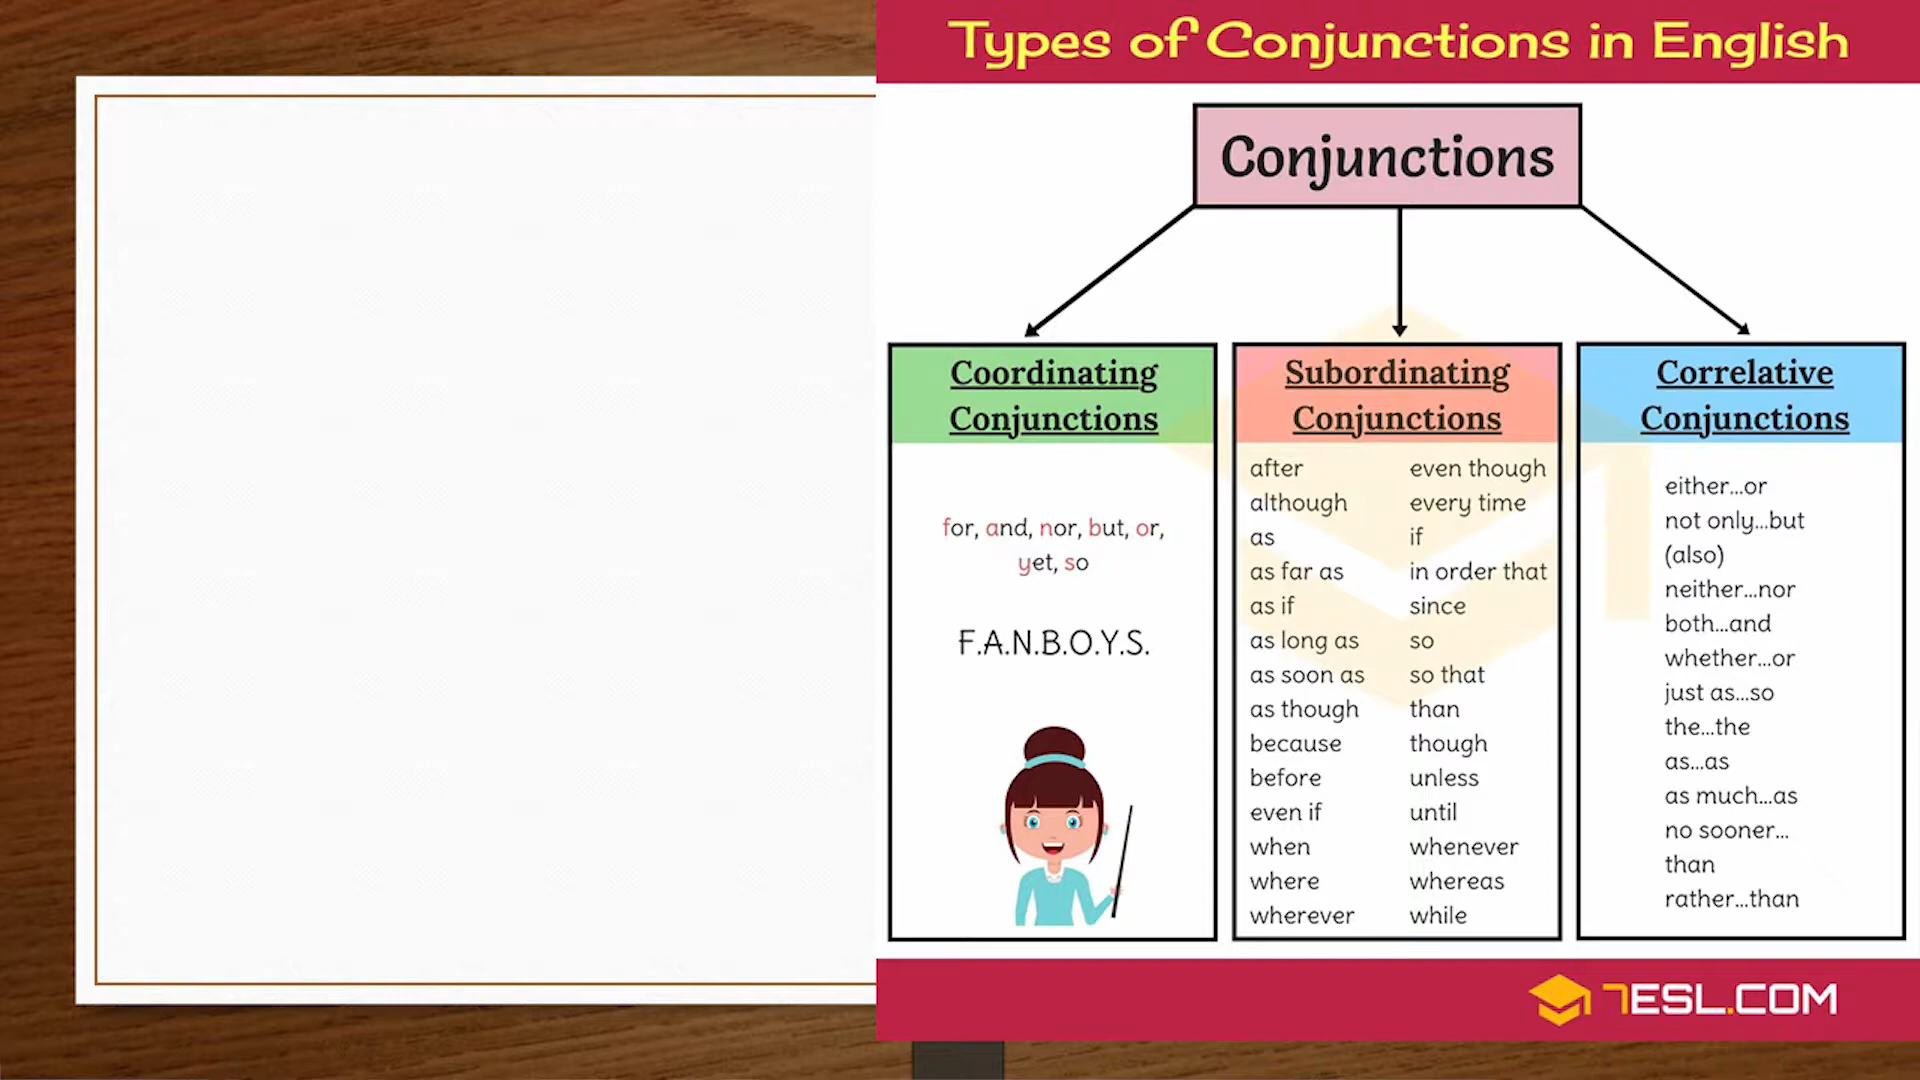 Types of Conjunctions in English
Conjunctions
Coordinating
Conjunctions
for, and, nor, but, or,
yet, so
F.A.N.B.O.Y.S.
Subordinating
Conjunctions
after
although
as
as far as
as if
as long as
as soon as
as though
because
before
even if
when
where
wherever
even though
every time
if
in order that
since
so
so that
than
though
unless
until
whenever
whereas
while
Correlative
Conjunctions
either...or
not only...but
(also)
neither...nor
both...and
whether...or
just as...so
the...the
as...as
as much...as
no sooner...
than
rather...than
7ESL.COM